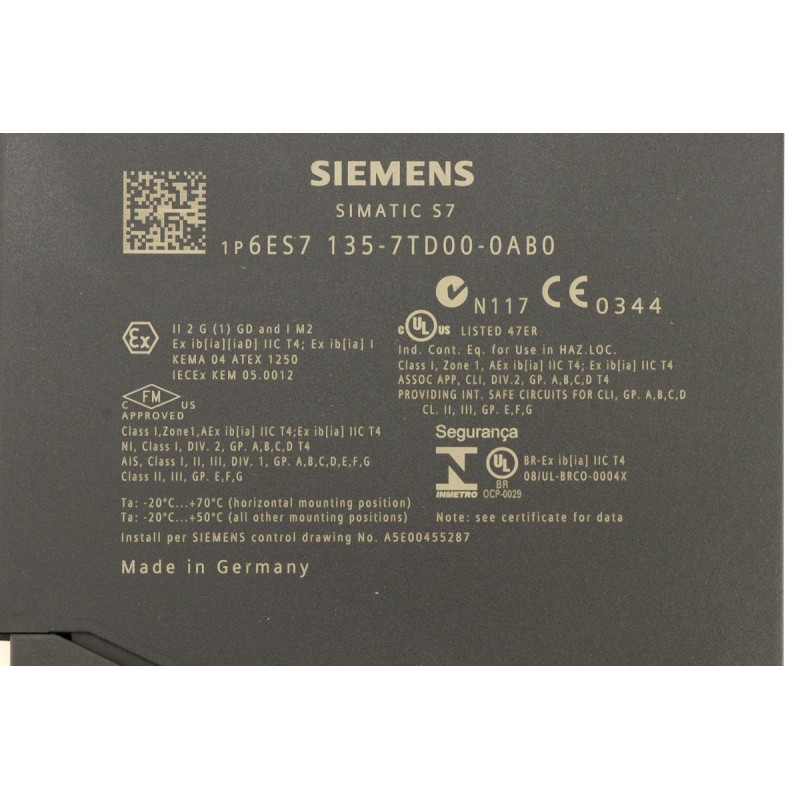 SIEMENS
SIMATIC S7
1P6ES7 135-7TD00-0AB0
N117 CE 0344
Ex
II 2 G (1) GD and I M2
Ex ib[ia][iaD] IIC T4; Ex ib[ia] I
KEMA 04 ATEX 1250
IECEx KEM 05.0012
C FM US
APPROVED
Class I,Zone1,AEx ib[ia] IIC T4;Ex ib[ia] IIC T4
NI, Class I, DIV. 2, GP. A,B,C,D T4
AIS, Class I, II, III, DIV. 1, GP. A,B,C,D,E,F,G
Class II, III, GP. E,F,G
Ta: -20°C...+70°C (horizontal mounting position)
Ta: -20°C...+50°C (all other mounting positions)
Install per SIEMENS control drawing No. A5E00455287
Made in Germany
c UL US LISTED 47ER
Ind. Cont. Eq. for Use in HAZ.LOC.
Class I, Zone 1, AEx ib[ia] IIC T4; Ex ib[ia] IIC T4
ASSOC APP, CLI, DIV.2, GP. A,B,C,D T4
PROVIDING INT. SAFE CIRCUITS FOR CLI, GP. A,B,C,D
CL. II, III, GP. E,F,G
Segurança
INMETRO
UL
BR
OCP-0029
BR-Ex ib[ia] IIC T4
08/UL-BRCO-0004X
Note: see certificate for data